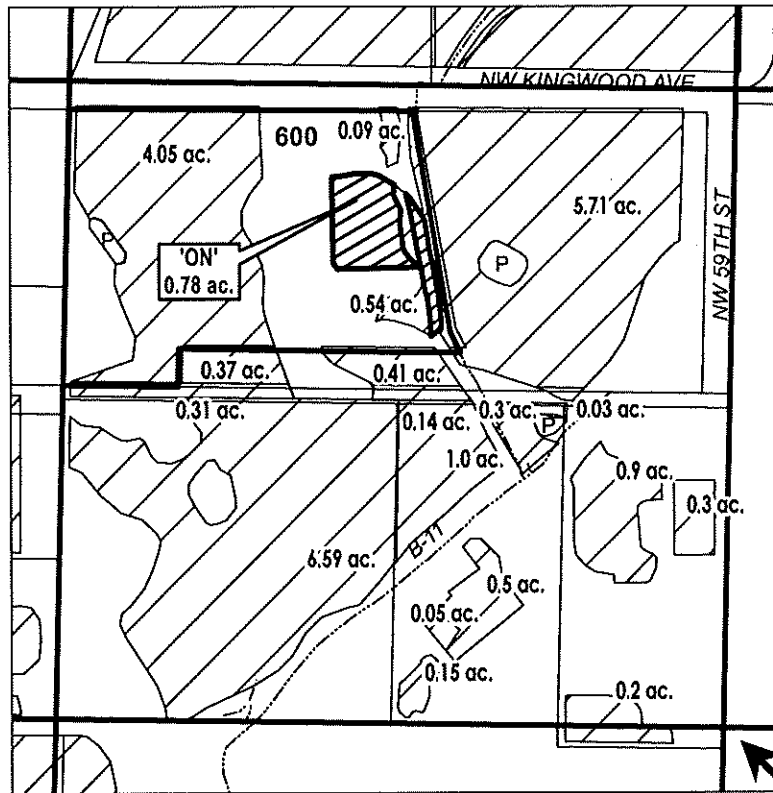 NW KINGWOOD AVE
0.09 ac.
600
4.05 ac.
5.71 ac.
NW 59TH ST
P
'ON'
0.78 ac.
P
0.54 ac.
0.37 ac.
0.41 ac.
0.31 ac.
0.14 ac.
0.3 ac.
0.03 ac.
P
1.0 ac.
0.9 ac.
0.3 ac.
B-11
6.59 ac.
0.5 ac.
0.05 ac.
0.15 ac.
0.2 ac.